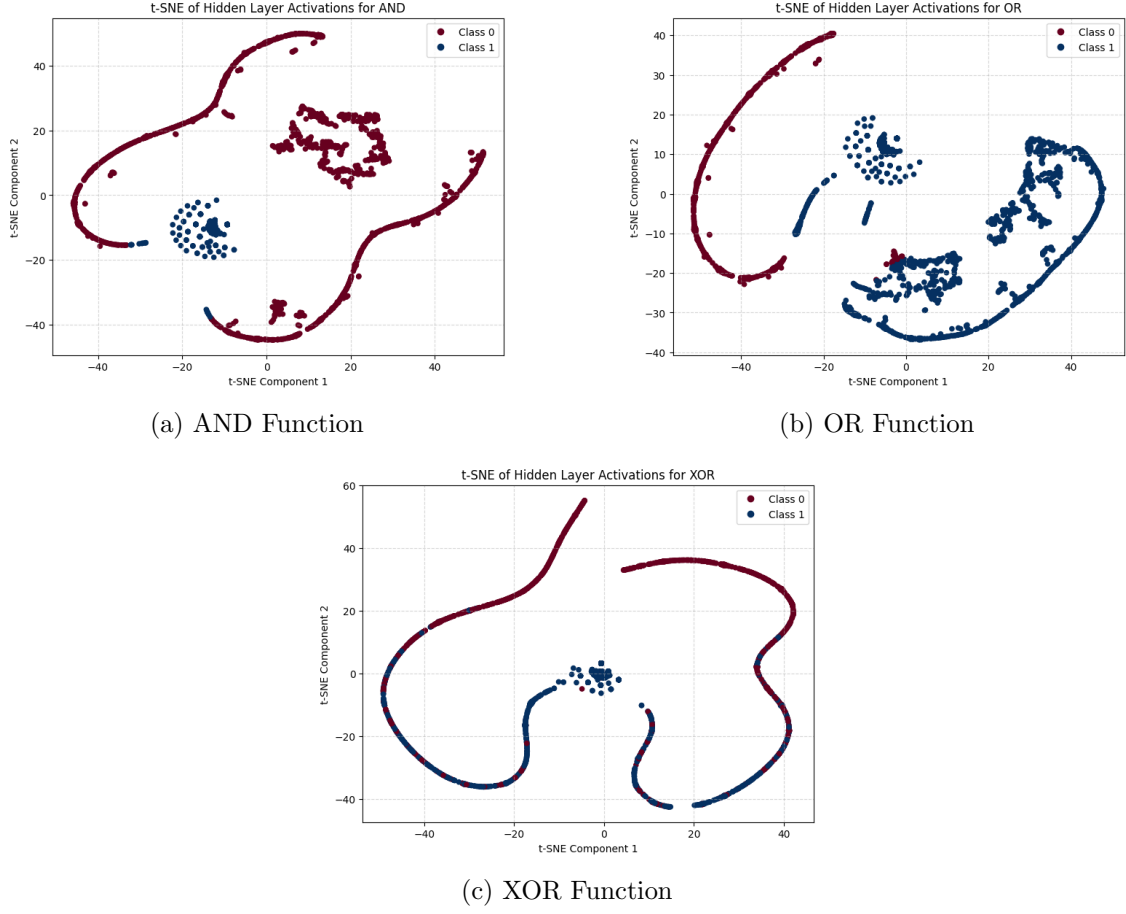 t-SNE of Hidden Layer Activations for AND
Class 0
Class 1
40
20
0
−20
−40
t-SNE Component 2
−40
−20
0
20
40
t-SNE Component 1
(a) AND Function
t-SNE of Hidden Layer Activations for OR
Class 0
Class 1
40
30
20
10
0
−10
−20
−30
−40
t-SNE Component 2
−40
−20
0
20
40
t-SNE Component 1
(b) OR Function
t-SNE of Hidden Layer Activations for XOR
Class 0
Class 1
60
40
20
0
−20
−40
t-SNE Component 2
−40
−20
0
20
40
t-SNE Component 1
(c) XOR Function